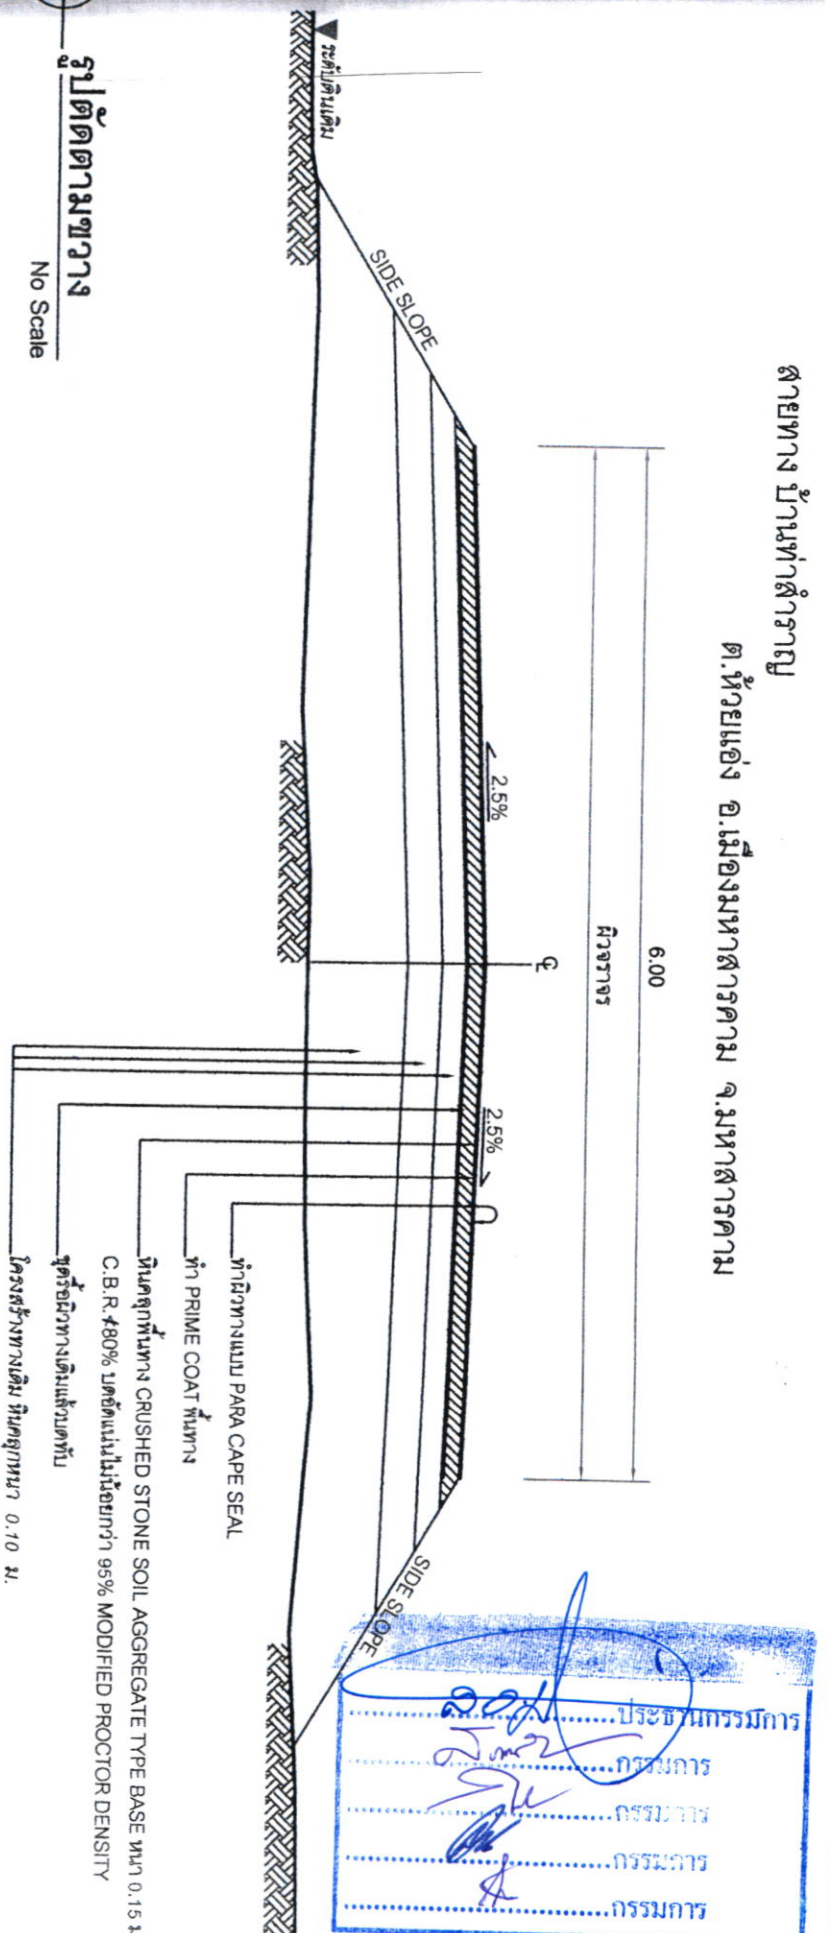 สายทาง บ้านท่าสำราญ
ต.ห้วยแอ่ง อ.เมืองมหาสารคาม จ.มหาสารคาม
6.00
ผิวจราจร
2.5%
2.5%
SIDE SLOPE
SIDE SLOPE
ระดับดินเดิม
ทำผิวทางแบบ PARA CAPE SEAL
ทำ PRIME COAT พื้นทาง
หินคลุกพื้นทาง CRUSHED STONE SOIL AGGREGATE TYPE BASE หนา 0.15 ม
C.B.R.≮80% บดอัดแน่นไม่น้อยกว่า 95% MODIFIED PROCTOR DENSITY
ขุดรื้อผิวทางเดิมแล้วบดทับ
โครงสร้างทางเดิม หินคลุกหนา 0.10 ม.
รูปตัดตามขวาง
No Scale
ประธานกรรมการ
กรรมการ
กรรมการ
กรรมการ
กรรมการ